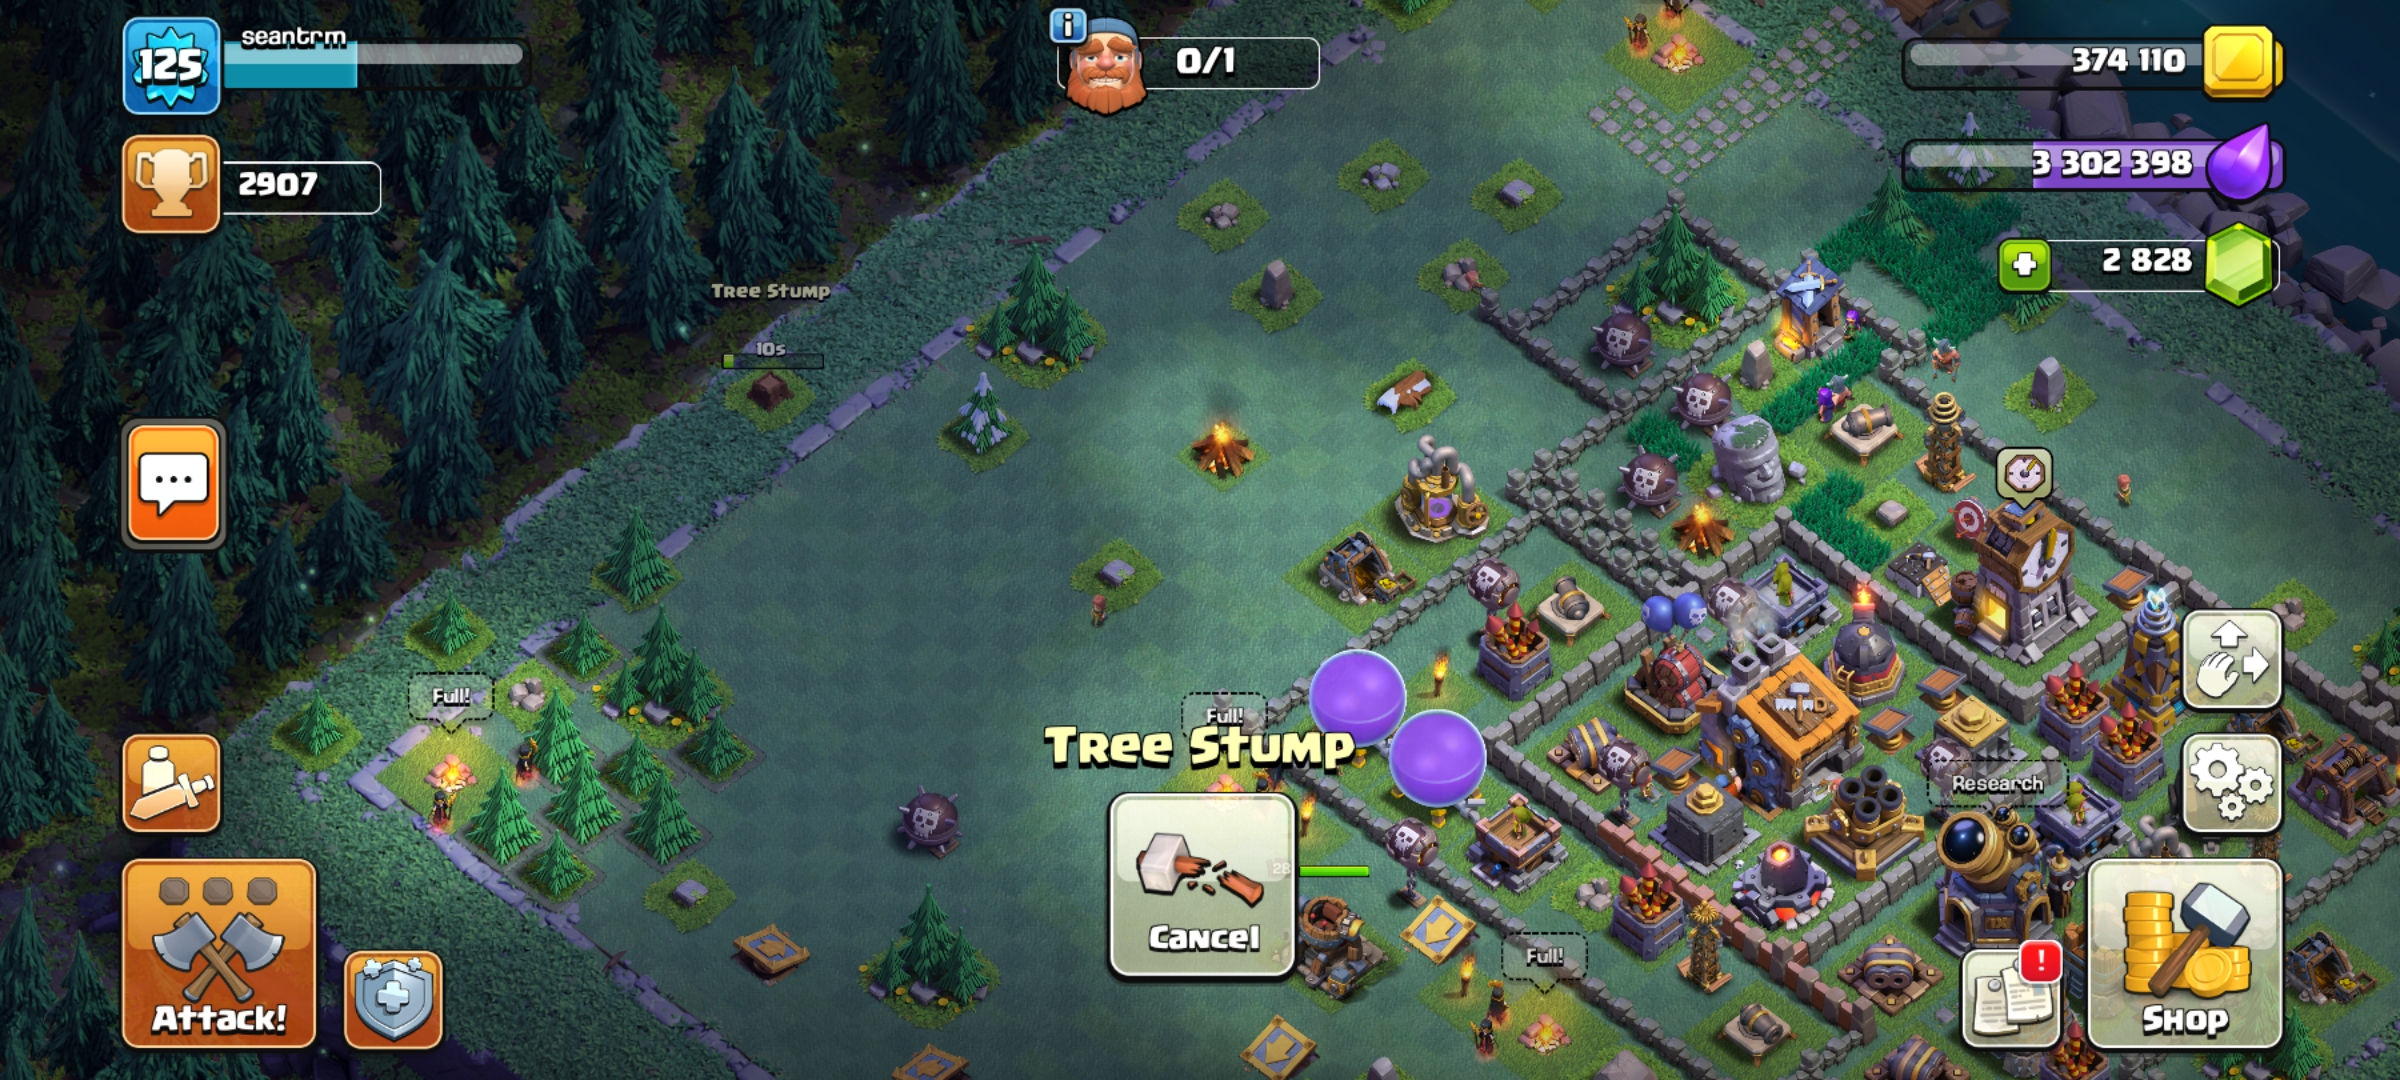 125
seantrm
i
0/1
374 110
2907
3 302 398
2 828
Tree Stump
10s
Full!
Full!
Tree Stump
Research
28
Cancel
Full!
!
Attack!
Shop